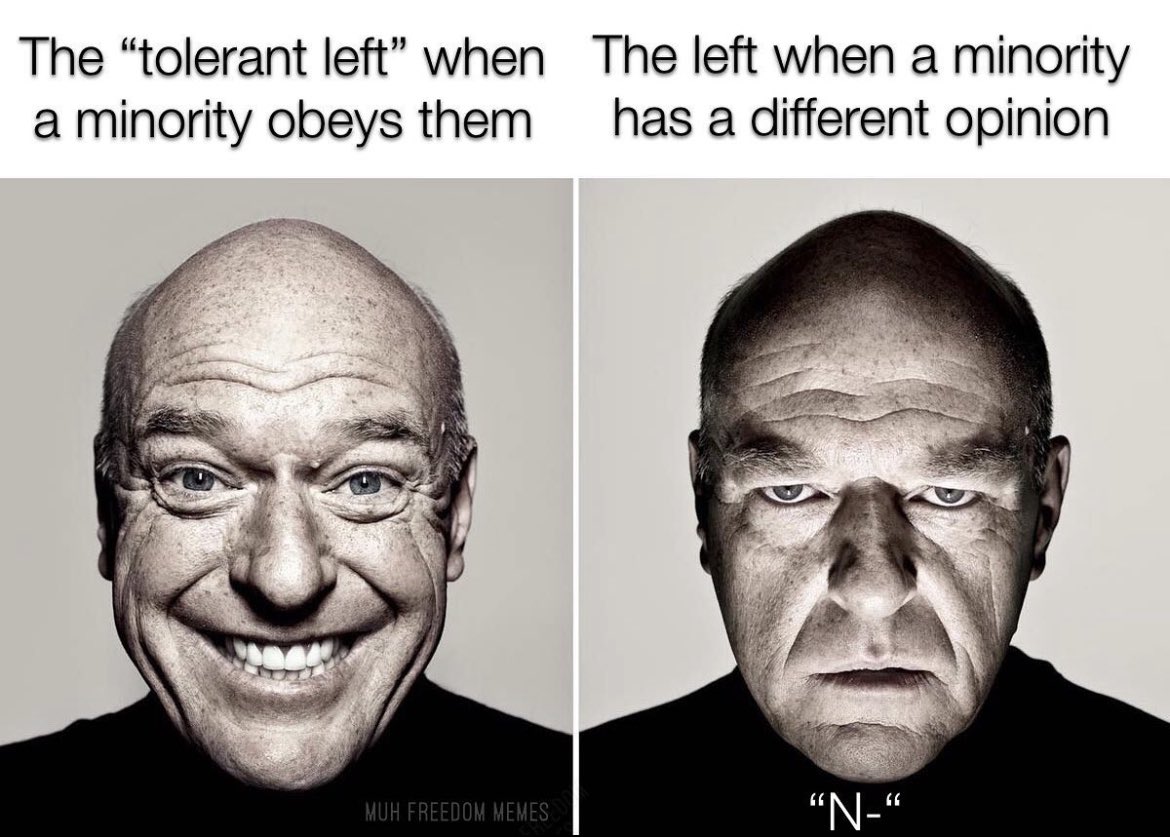 The “tolerant left” when
a minority obeys them
The left when a minority
has a different opinion
MUH FREEDOM MEMES
“N-“